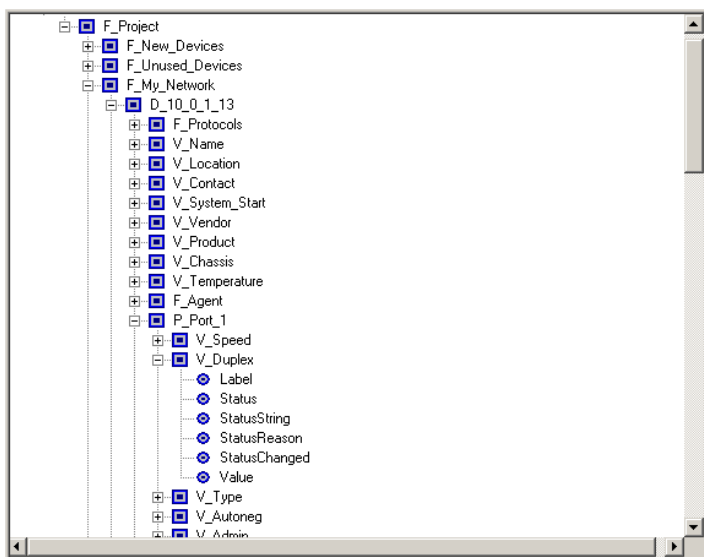 F_Project
F_New_Devices
F_Unused_Devices
F_My_Network
D_10_0_1_13
F_Protocols
V_Name
V_Location
V_Contact
V_System_Start
V_Vendor
V_Product
V_Chassis
V_Temperature
F_Agent
P_Port_1
V_Speed
V_Duplex
Label
Status
StatusString
StatusReason
StatusChanged
Value
V_Type
V_Autoneg
V_Admin